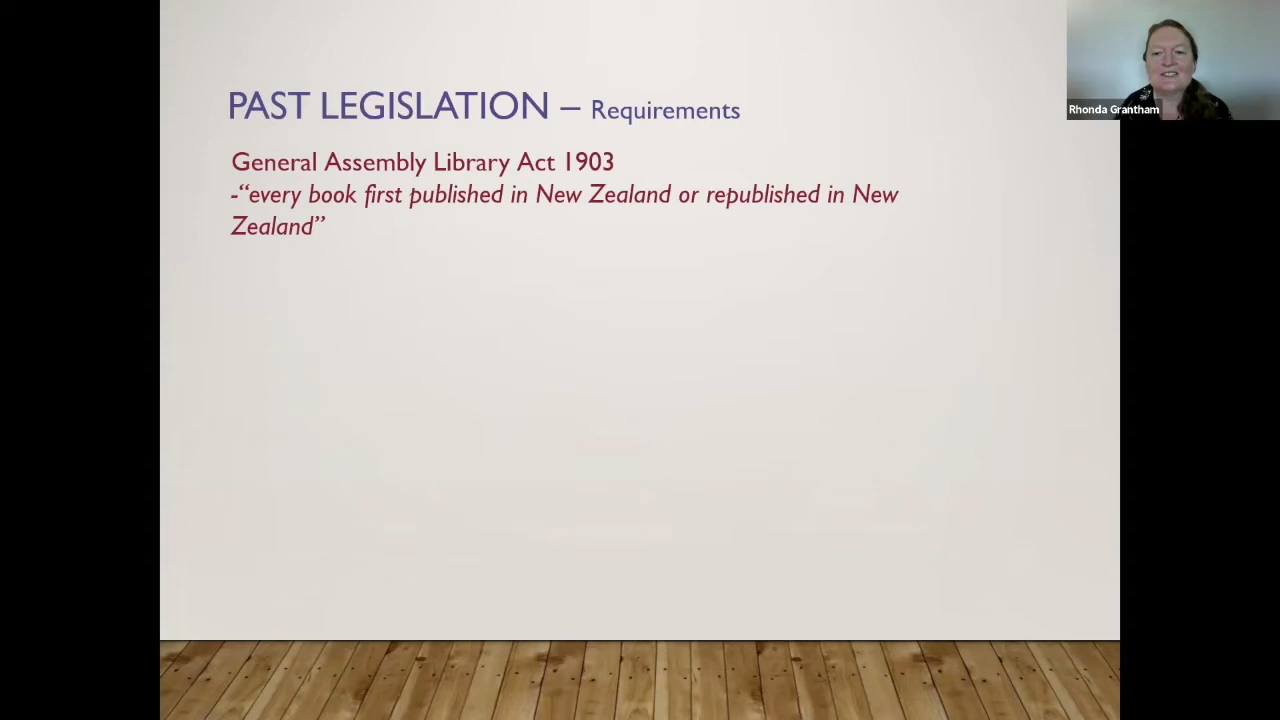 PAST LEGISLATION – Requirements
General Assembly Library Act 1903
-“every book first published in New Zealand or republished in New
Zealand”
Rhonda Grantham